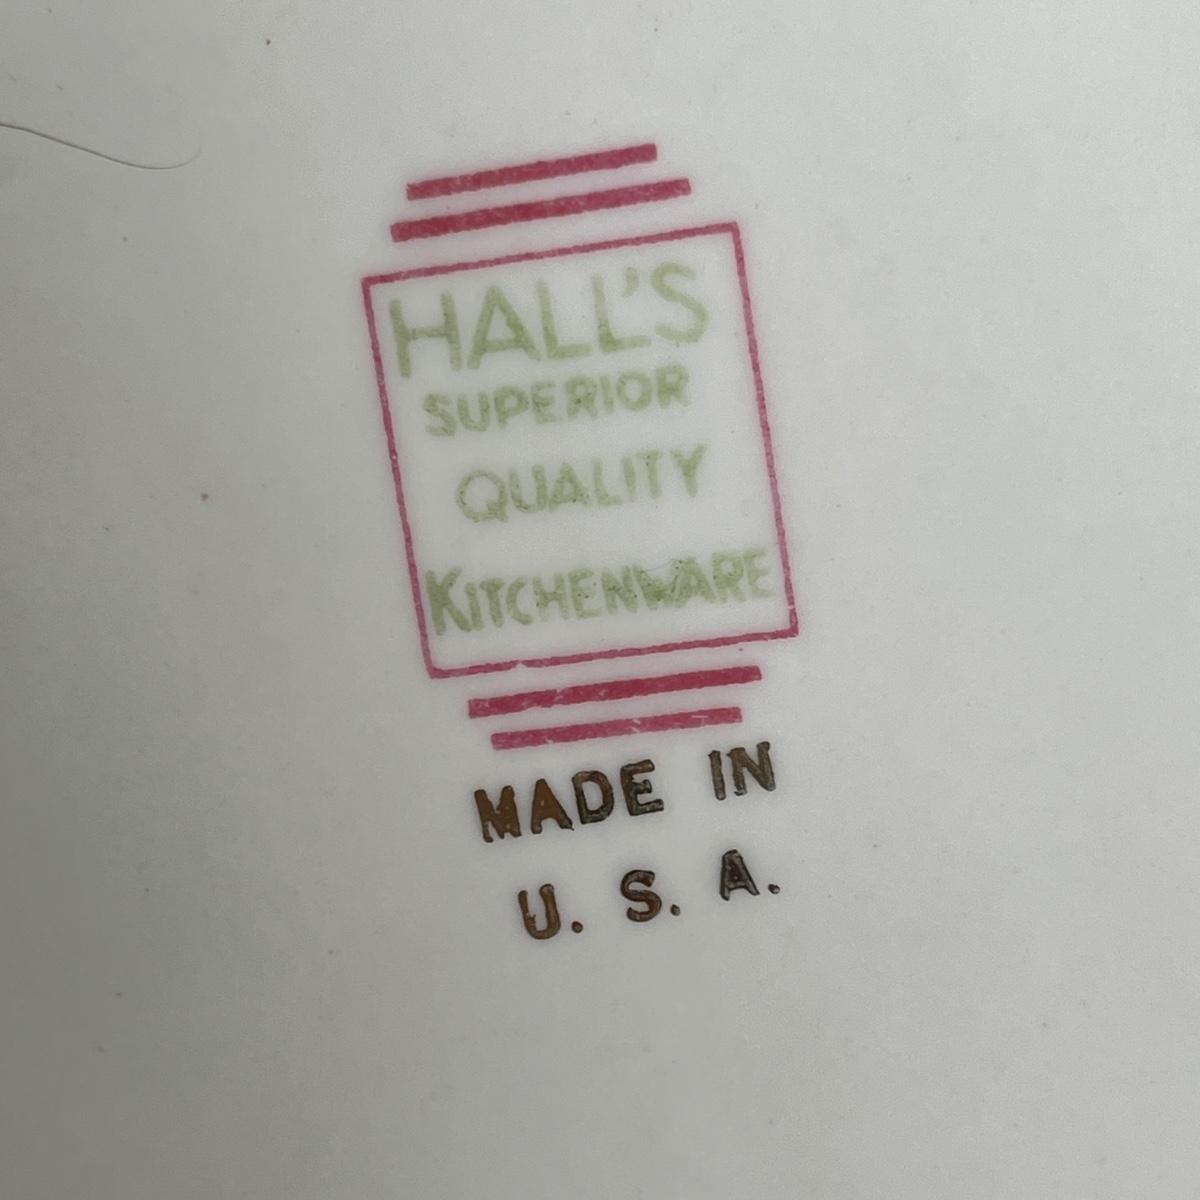 HALL'S
SUPERIOR
QUALITY
KITCHENWARE
MADE IN
U. S. A.